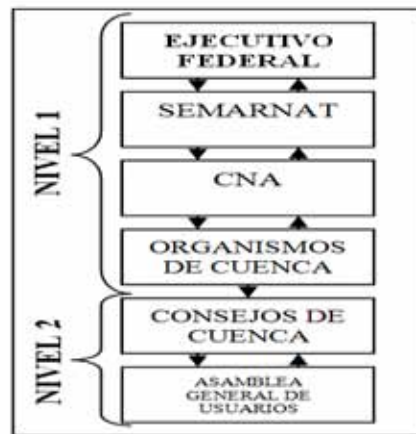 NIVEL 1
EJECUTIVO
FEDERAL
SEMARNAT
CNA
ORGANISMOS
DE CUENCA
NIVEL 2
CONSEJOS DE
CUENCA
ASAMBLEA
GENERAL DE
USUARIOS